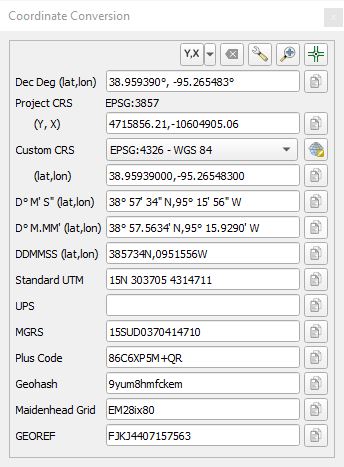 Coordinate Conversion
Y,X
Dec Deg (lat,lon) 38.959390°, -95.265483°
Project CRS EPSG:3857
(Y, X) 4715856.21,-10604905.06
Custom CRS EPSG:4326 - WGS 84
(lat,lon) 38.95939000,-95.26548300
D° M' S" (lat,lon) 38° 57' 34" N,95° 15' 56" W
D° M.MM' (lat,lon) 38° 57.5634' N,95° 15.9290' W
DDMMSS (lat,lon) 385734N,0951556W
Standard UTM 15N 303705 4314711
UPS
MGRS 15SUD0370414710
Plus Code 86C6XP5M+QR
Geohash 9yum8hmfckem
Maidenhead Grid EM28ix80
GEOREF FJKJ4407157563